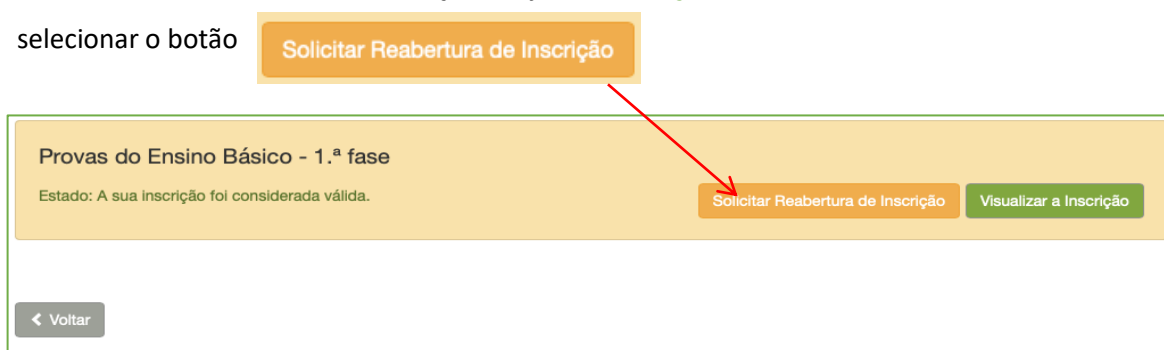 selecionar o botão Solicitar Reabertura de Inscrição
Provas do Ensino Básico - 1.ª fase
Estado: A sua inscrição foi considerada válida.
Solicitar Reabertura de Inscrição Visualizar a Inscrição
Voltar